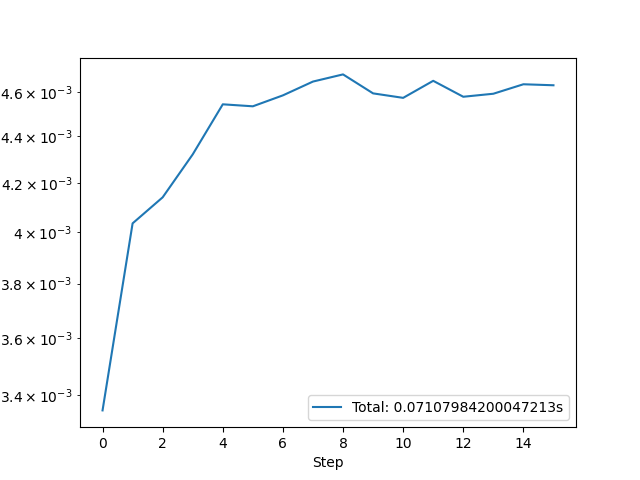 4.6 × 10⁻³
4.4 × 10⁻³
4.2 × 10⁻³
4 × 10⁻³
3.8 × 10⁻³
3.6 × 10⁻³
3.4 × 10⁻³
Total: 0.07107984200047213s
0 2 4 6 8 10 12 14
Step